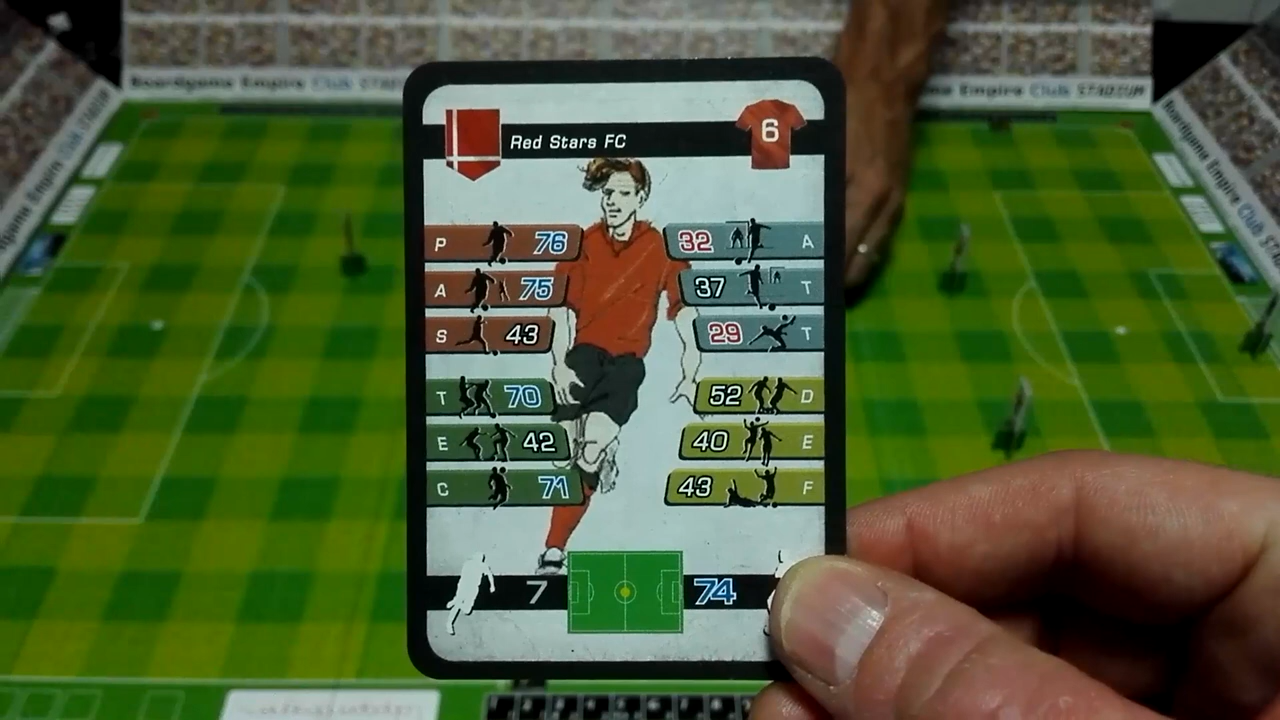 Boardgame Empire Club STADIUM
Boardgame
Empire Club
Red Stars FC
6
P 76
32 A
A 75
37 T
S 43
29 T
T 70
52 D
E 42
40 E
C 71
43 F
7
74